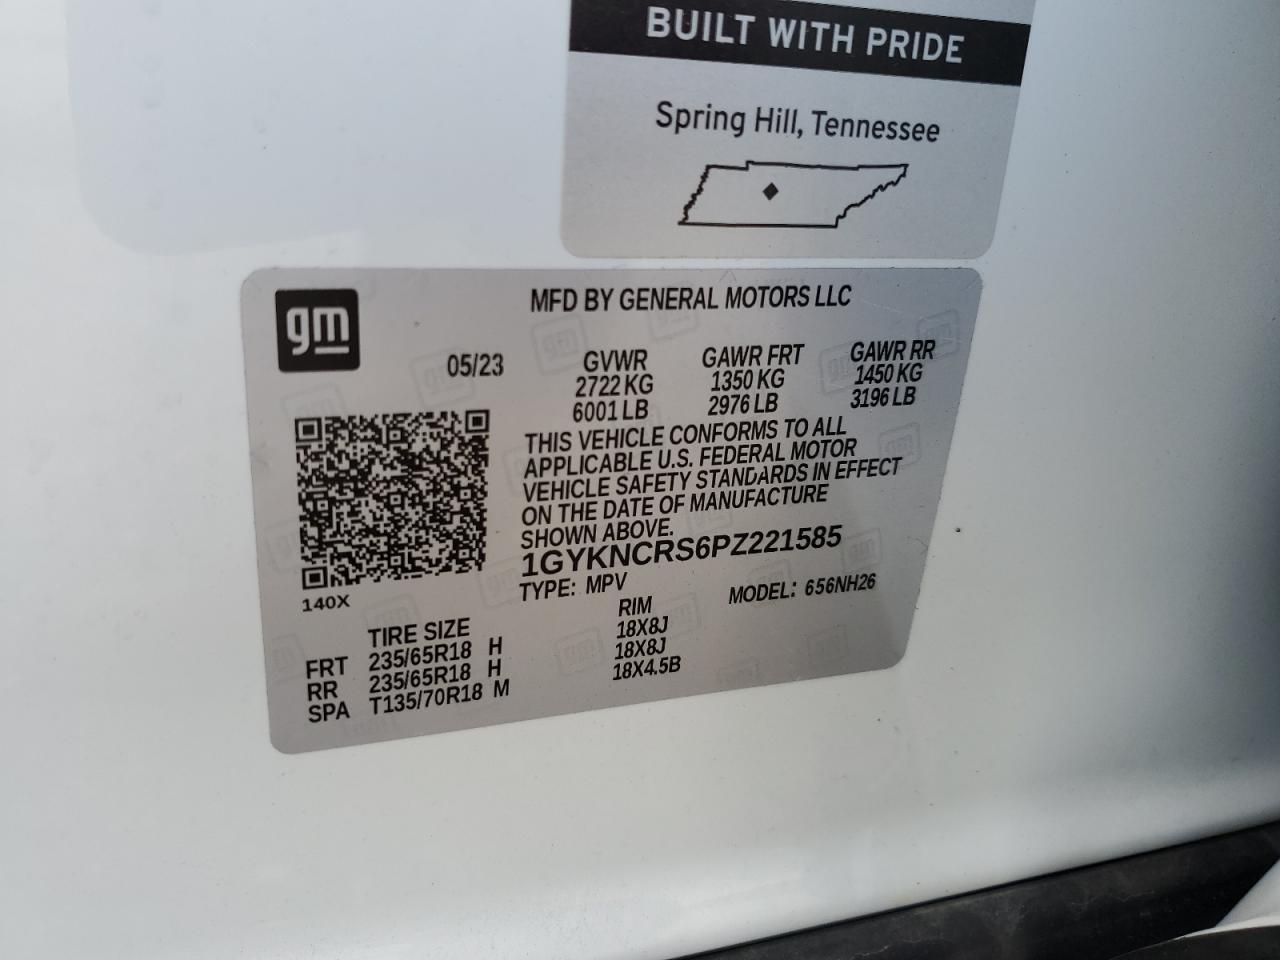 BUILT WITH PRIDE
Spring Hill, Tennessee
gm
MFD BY GENERAL MOTORS LLC
05/23
GVWR GAWR FRT GAWR RR
2722 KG 1350 KG 1450 KG
6001 LB 2976 LB 3196 LB
THIS VEHICLE CONFORMS TO ALL
APPLICABLE U.S. FEDERAL MOTOR
VEHICLE SAFETY STANDARDS IN EFFECT
ON THE DATE OF MANUFACTURE
SHOWN ABOVE.
1GYKNCRS6PZ221585
TYPE: MPV MODEL: 656NH26
140X
TIRE SIZE RIM
FRT 235/65R18 H 18X8J
RR 235/65R18 H 18X8J
SPA T135/70R18 M 18X4.5B